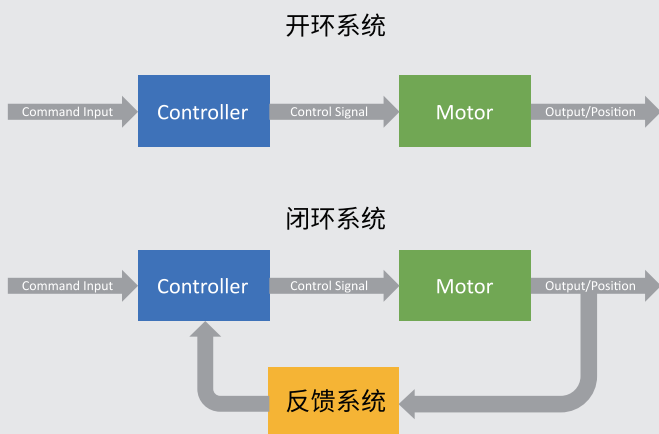 开环系统
Command Input
Controller
Control Signal
Motor
Output/Position
闭环系统
Command Input
Controller
Control Signal
Motor
Output/Position
反馈系统